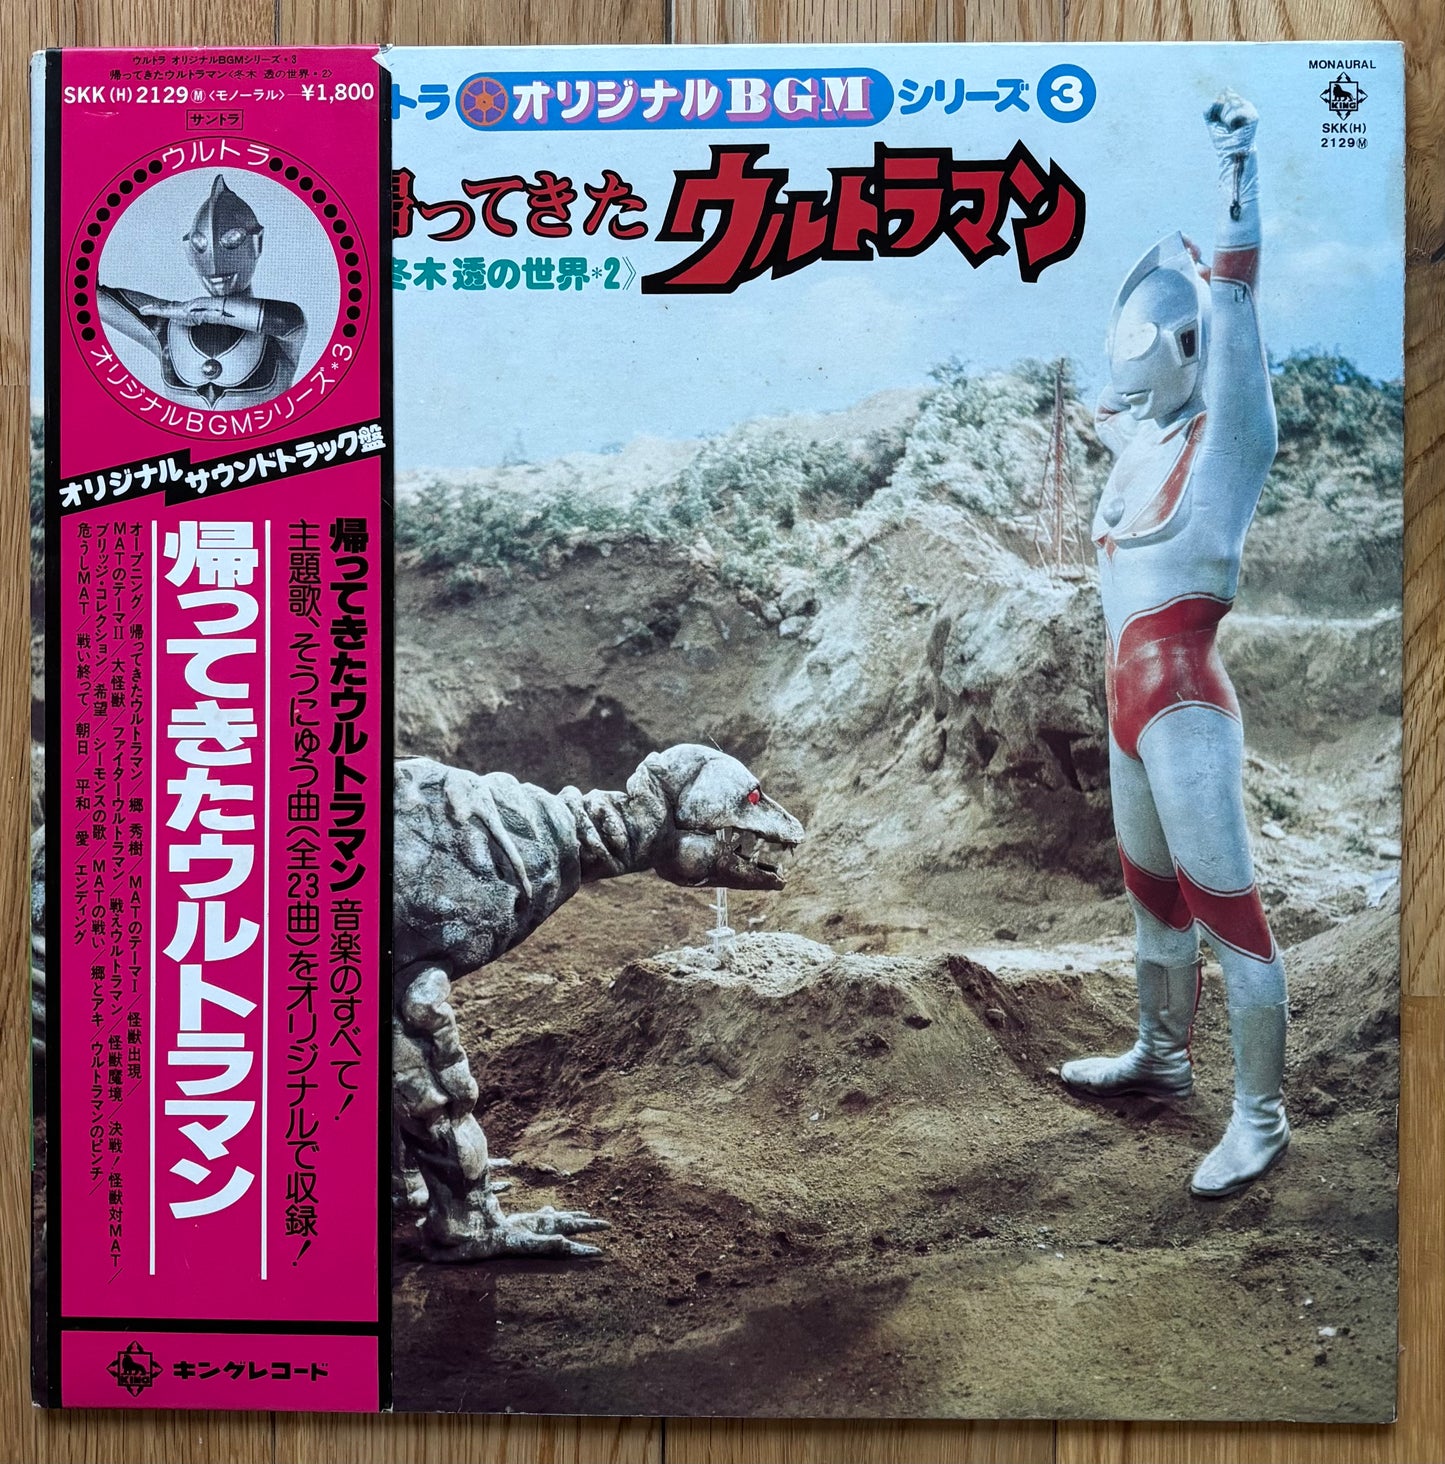 ウルトラ オリジナルBGMシリーズ・3
帰ってきたウルトラマン〈冬木 透の世界・2〉
SKK(H)2129Ⓜ〈モノーラル〉—¥1,800
サントラ
ウルトラ
オリジナルBGMシリーズ*3
オリジナルサウンドトラック盤
帰ってきたウルトラマン音楽のすべて!
主題歌、そうにゅう曲(全23曲)をオリジナルで収録!
帰ってきたウルトラマン
オープニング/帰ってきたウルトラマン/郷 秀樹/MATのテーマI/怪獣出現/
MATのテーマII/大怪獣/ファイターウルトラマン/戦えウルトラマン/怪獣魔境/決戦!怪獣対MAT/
ブリッジ・コレクション/希望/シーモンスの歌/MATの戦い/郷とアキ/ウルトラマンのピンチ/
危うしMAT/戦い終って/朝日/平和/愛/エンディング
KING
キングレコード
トラ オリジナルBGM シリーズ3
帰ってきたウルトラマン
冬木 透の世界*2》
MONAURAL
KING
SKK(H)
2129Ⓜ